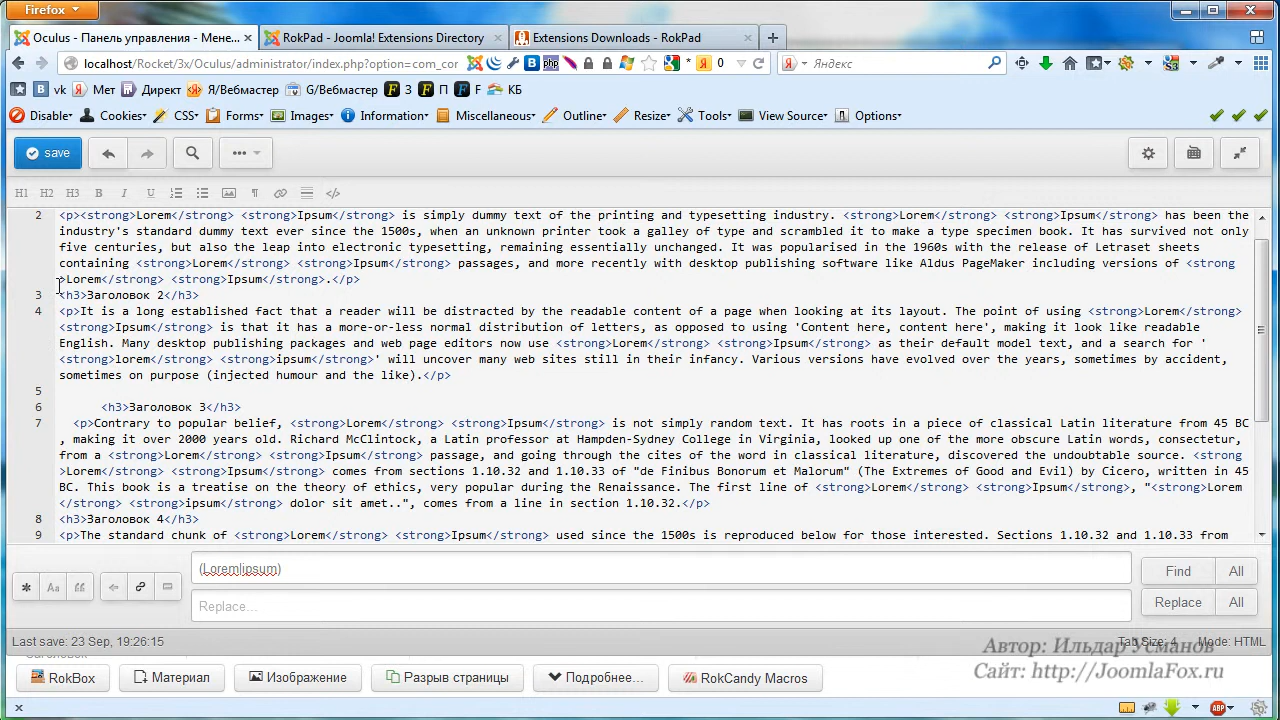 Firefox
Oculus - Панель управления - Мене...
RokPad - Joomla! Extensions Directory
Extensions Downloads - RokPad
localhost/Rocket/3x/Oculus/administrator/index.php?option=com_cor
php
0
Яндекс
vk
Мет
Директ
Я/Вебмастер
G/Вебмастер
З
П
F
КБ
Disable
Cookies
CSS
Forms
Images
Information
Miscellaneous
Outline
Resize
Tools
View Source
Options
save
H1 H2 H3 B I U
2 <p><strong>Lorem</strong> <strong>Ipsum</strong> is simply dummy text of the printing and typesetting industry. <strong>Lorem</strong> <strong>Ipsum</strong> has been the
industry's standard dummy text ever since the 1500s, when an unknown printer took a galley of type and scrambled it to make a type specimen book. It has survived not only
five centuries, but also the leap into electronic typesetting, remaining essentially unchanged. It was popularised in the 1960s with the release of Letraset sheets
containing <strong>Lorem</strong> <strong>Ipsum</strong> passages, and more recently with desktop publishing software like Aldus PageMaker including versions of <strong
>Lorem</strong> <strong>Ipsum</strong>.</p>
3 <h3>Заголовок 2</h3>
4 <p>It is a long established fact that a reader will be distracted by the readable content of a page when looking at its layout. The point of using <strong>Lorem</strong>
<strong>Ipsum</strong> is that it has a more-or-less normal distribution of letters, as opposed to using 'Content here, content here', making it look like readable
English. Many desktop publishing packages and web page editors now use <strong>Lorem</strong> <strong>Ipsum</strong> as their default model text, and a search for '
<strong>lorem</strong> <strong>ipsum</strong>' will uncover many web sites still in their infancy. Various versions have evolved over the years, sometimes by accident,
sometimes on purpose (injected humour and the like).</p>
5
6 <h3>Заголовок 3</h3>
7 <p>Contrary to popular belief, <strong>Lorem</strong> <strong>Ipsum</strong> is not simply random text. It has roots in a piece of classical Latin literature from 45 BC
, making it over 2000 years old. Richard McClintock, a Latin professor at Hampden-Sydney College in Virginia, looked up one of the more obscure Latin words, consectetur,
from a <strong>Lorem</strong> <strong>Ipsum</strong> passage, and going through the cites of the word in classical literature, discovered the undoubtable source. <strong
>Lorem</strong> <strong>Ipsum</strong> comes from sections 1.10.32 and 1.10.33 of "de Finibus Bonorum et Malorum" (The Extremes of Good and Evil) by Cicero, written in 45
BC. This book is a treatise on the theory of ethics, very popular during the Renaissance. The first line of <strong>Lorem</strong> <strong>Ipsum</strong>, "<strong>Lorem
</strong> <strong>ipsum</strong> dolor sit amet..", comes from a line in section 1.10.32.</p>
8 <h3>Заголовок 4</h3>
9 <p>The standard chunk of <strong>Lorem</strong> <strong>Ipsum</strong> used since the 1500s is reproduced below for those interested. Sections 1.10.32 and 1.10.33 from
(Lorem|ipsum)
Find All
Aa
Replace...
Replace All
Last save: 23 Sep, 19:26:15
Tab Size: 4 Mode: HTML
Автор: Ильдар Усманов
Сайт: http://JoomlaFox.ru
RokBox
Материал
Изображение
Разрыв страницы
Подробнее...
RokCandy Macros
ABP